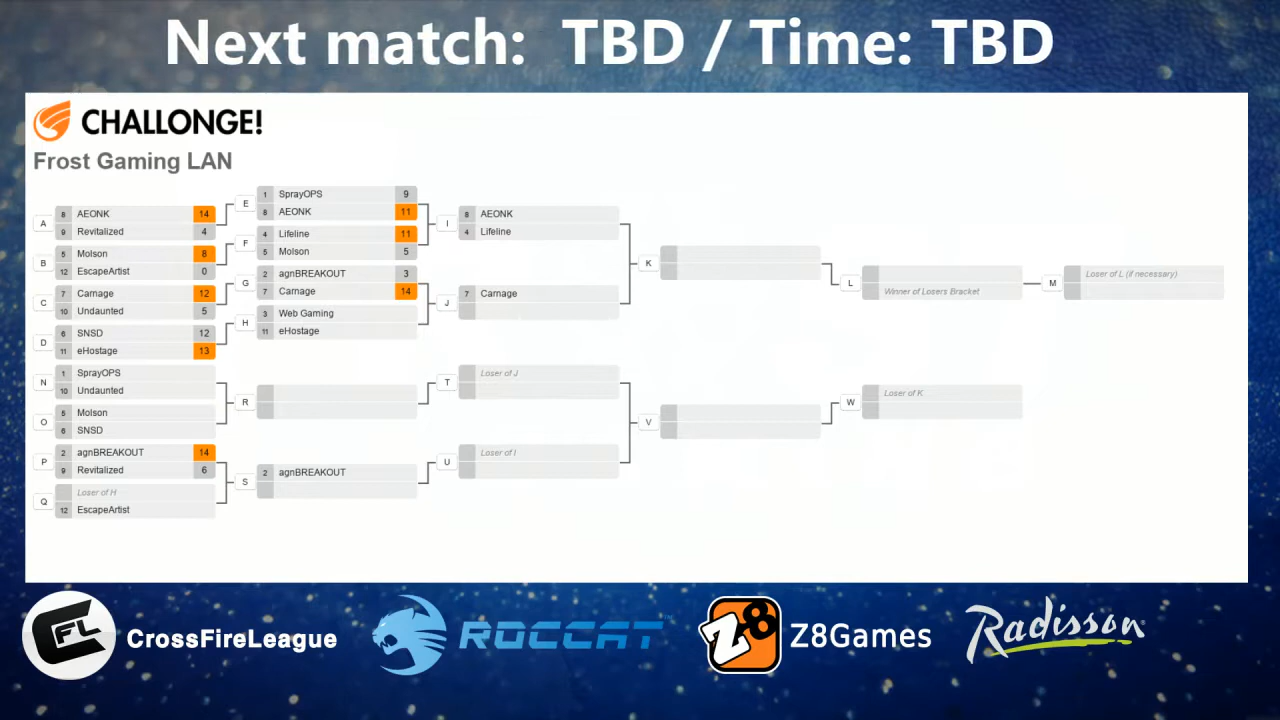 Next match: TBD / Time: TBD
CHALLONGE!
Frost Gaming LAN
A
8 AEONK 14
9 Revitalized 4
B
5 Molson 8
12 EscapeArtist 0
C
7 Carnage 12
10 Undaunted 5
D
6 SNSD 12
11 eHostage 13
E
1 SprayOPS 9
8 AEONK 11
F
4 Lifeline 11
5 Molson 5
G
2 agnBREAKOUT 3
7 Carnage 14
H
3 Web Gaming
11 eHostage
I
8 AEONK
4 Lifeline
J
7 Carnage
K
L
Winner of Losers Bracket
M
Loser of L (if necessary)
N
1 SprayOPS
10 Undaunted
O
5 Molson
6 SNSD
P
2 agnBREAKOUT 14
9 Revitalized 6
Q
Loser of H
12 EscapeArtist
R
S
2 agnBREAKOUT
T
Loser of J
U
Loser of I
V
W
Loser of K
CFL CrossFireLeague
ROCCAT
Z8 Z8Games
Radisson